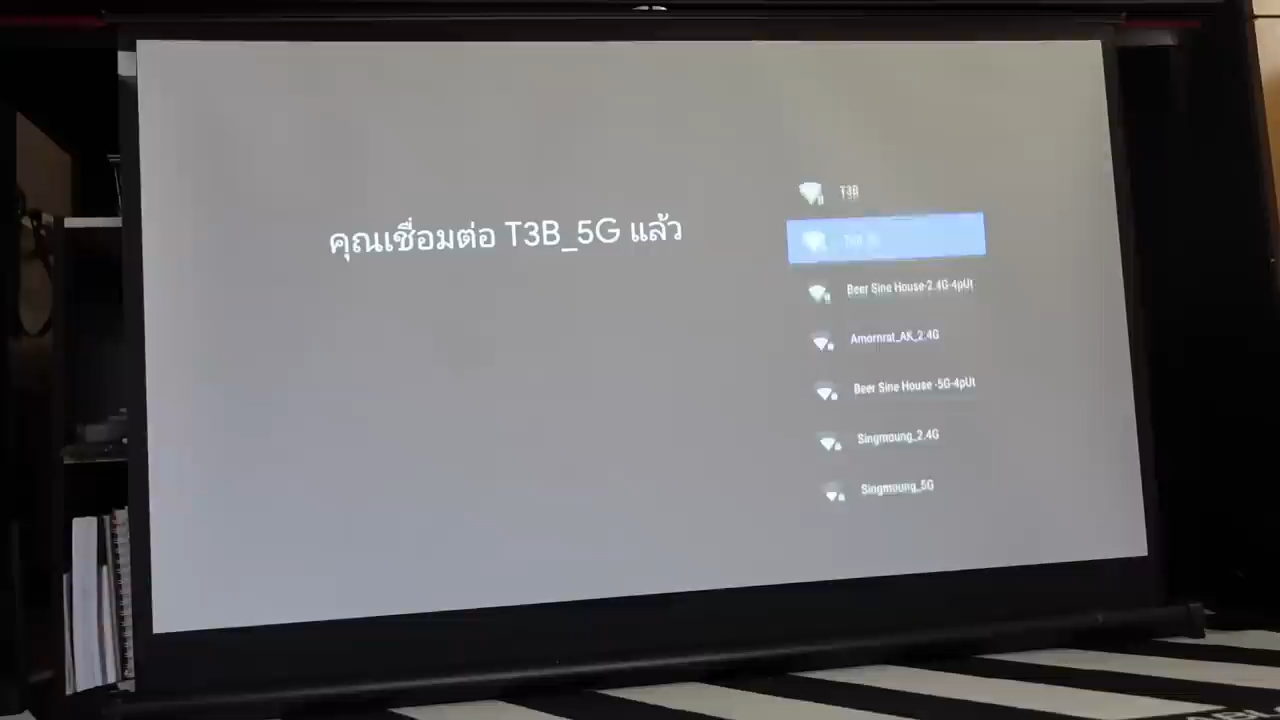 คุณเชื่อมต่อ T3B_5G แล้ว
T3B
Beer Sine House-2.4G-4pUt
Amornrat_AK_2.4G
Beer Sine House -5G-4pUt
Singmoung_2.4G
Singmoung_5G